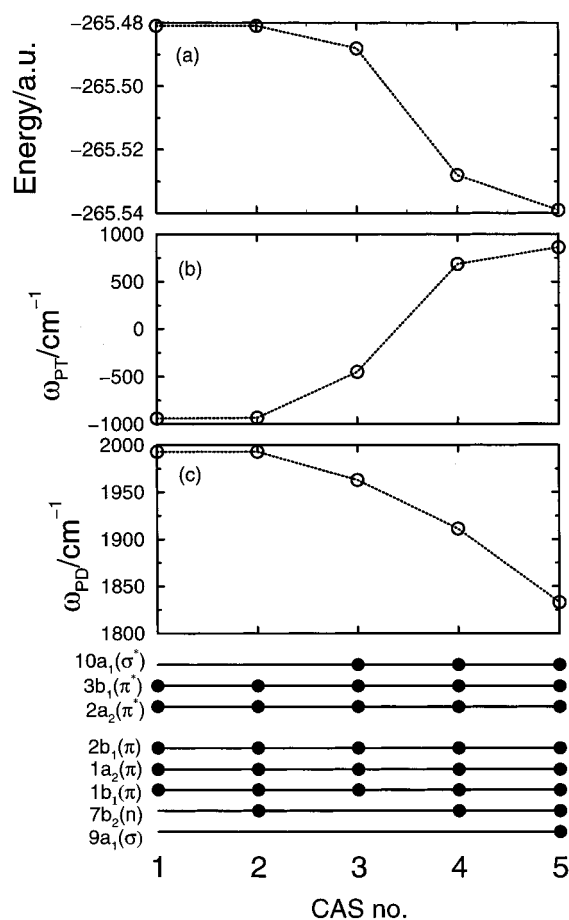 −265.48
(a)
−265.50
−265.52
−265.54
Energy/a.u.
1000
(b)
500
0
−500
−1000
ω_PT/cm⁻¹
2000
(c)
1950
1900
1850
1800
ω_PD/cm⁻¹
10a₁(σ*)
3b₁(π*)
2a₂(π*)
2b₁(π)
1a₂(π)
1b₁(π)
7b₂(n)
9a₁(σ)
1 2 3 4 5
CAS no.